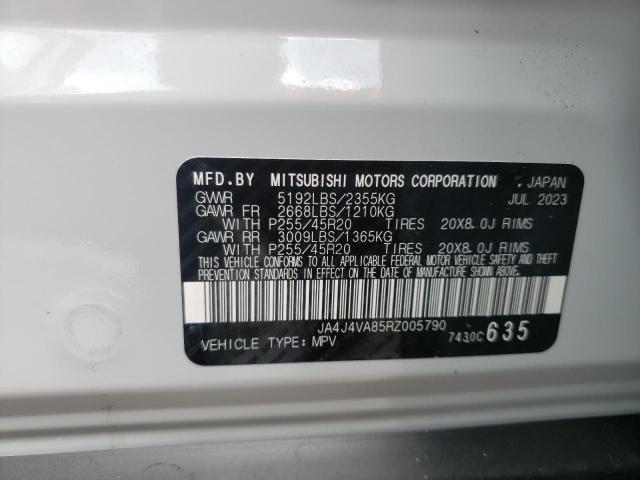 MFD.BY MITSUBISHI MOTORS CORPORATION JAPAN
GVWR 5192LBS/2355KG JUL 2023
GAWR FR 2668LBS/1210KG
WITH P255/45R20 TIRES 20X8.0J RIMS
GAWR RR 3009LBS/1365KG
WITH P255/45R20 TIRES 20X8.0J RIMS
THIS VEHICLE CONFORMS TO ALL APPLICABLE FEDERAL MOTOR VEHICLE SAFETY AND THEFT
PREVENTION STANDARDS IN EFFECT ON THE DATE OF MANUFACTURE SHOWN ABOVE.
JA4J4VA85RZ005790
VEHICLE TYPE: MPV 7430C 635